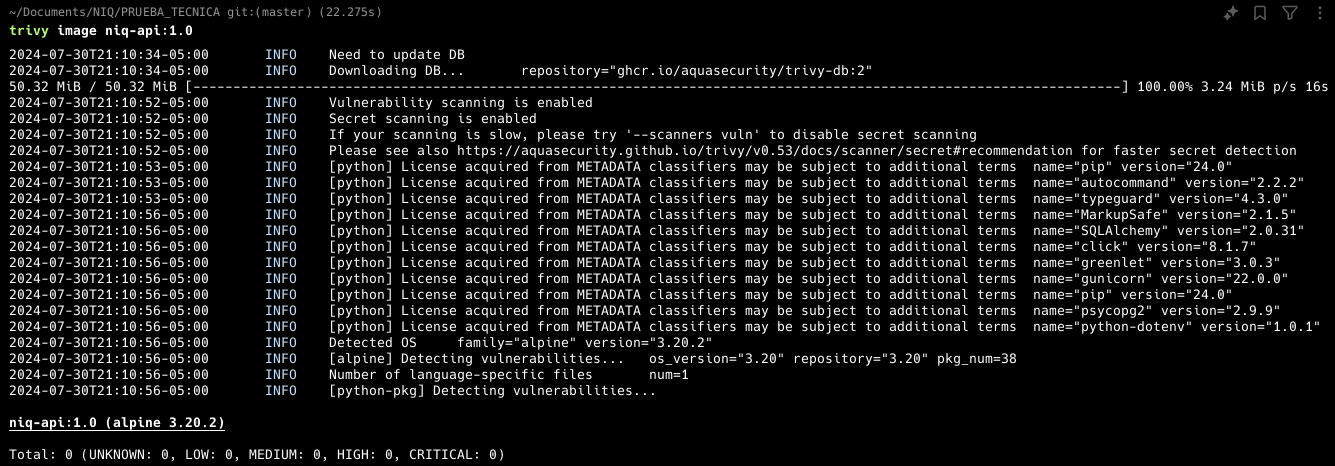 ~/Documents/NIQ/PRUEBA_TECNICA git:(master) (22.275s)
trivy image niq-api:1.0
2024-07-30T21:10:34-05:00 INFO Need to update DB
2024-07-30T21:10:34-05:00 INFO Downloading DB... repository="ghcr.io/aquasecurity/trivy-db:2"
50.32 MiB / 50.32 MiB [---------------------------------------------------------------------------------------------------------------------] 100.00% 3.24 MiB p/s 16s
2024-07-30T21:10:52-05:00 INFO Vulnerability scanning is enabled
2024-07-30T21:10:52-05:00 INFO Secret scanning is enabled
2024-07-30T21:10:52-05:00 INFO If your scanning is slow, please try '--scanners vuln' to disable secret scanning
2024-07-30T21:10:52-05:00 INFO Please see also https://aquasecurity.github.io/trivy/v0.53/docs/scanner/secret#recommendation for faster secret detection
2024-07-30T21:10:53-05:00 INFO [python] License acquired from METADATA classifiers may be subject to additional terms name="pip" version="24.0"
2024-07-30T21:10:53-05:00 INFO [python] License acquired from METADATA classifiers may be subject to additional terms name="autocommand" version="2.2.2"
2024-07-30T21:10:53-05:00 INFO [python] License acquired from METADATA classifiers may be subject to additional terms name="typeguard" version="4.3.0"
2024-07-30T21:10:56-05:00 INFO [python] License acquired from METADATA classifiers may be subject to additional terms name="MarkupSafe" version="2.1.5"
2024-07-30T21:10:56-05:00 INFO [python] License acquired from METADATA classifiers may be subject to additional terms name="SQLAlchemy" version="2.0.31"
2024-07-30T21:10:56-05:00 INFO [python] License acquired from METADATA classifiers may be subject to additional terms name="click" version="8.1.7"
2024-07-30T21:10:56-05:00 INFO [python] License acquired from METADATA classifiers may be subject to additional terms name="greenlet" version="3.0.3"
2024-07-30T21:10:56-05:00 INFO [python] License acquired from METADATA classifiers may be subject to additional terms name="gunicorn" version="22.0.0"
2024-07-30T21:10:56-05:00 INFO [python] License acquired from METADATA classifiers may be subject to additional terms name="pip" version="24.0"
2024-07-30T21:10:56-05:00 INFO [python] License acquired from METADATA classifiers may be subject to additional terms name="psycopg2" version="2.9.9"
2024-07-30T21:10:56-05:00 INFO [python] License acquired from METADATA classifiers may be subject to additional terms name="python-dotenv" version="1.0.1"
2024-07-30T21:10:56-05:00 INFO Detected OS family="alpine" version="3.20.2"
2024-07-30T21:10:56-05:00 INFO [alpine] Detecting vulnerabilities... os_version="3.20" repository="3.20" pkg_num=38
2024-07-30T21:10:56-05:00 INFO Number of language-specific files num=1
2024-07-30T21:10:56-05:00 INFO [python-pkg] Detecting vulnerabilities...
niq-api:1.0 (alpine 3.20.2)
Total: 0 (UNKNOWN: 0, LOW: 0, MEDIUM: 0, HIGH: 0, CRITICAL: 0)